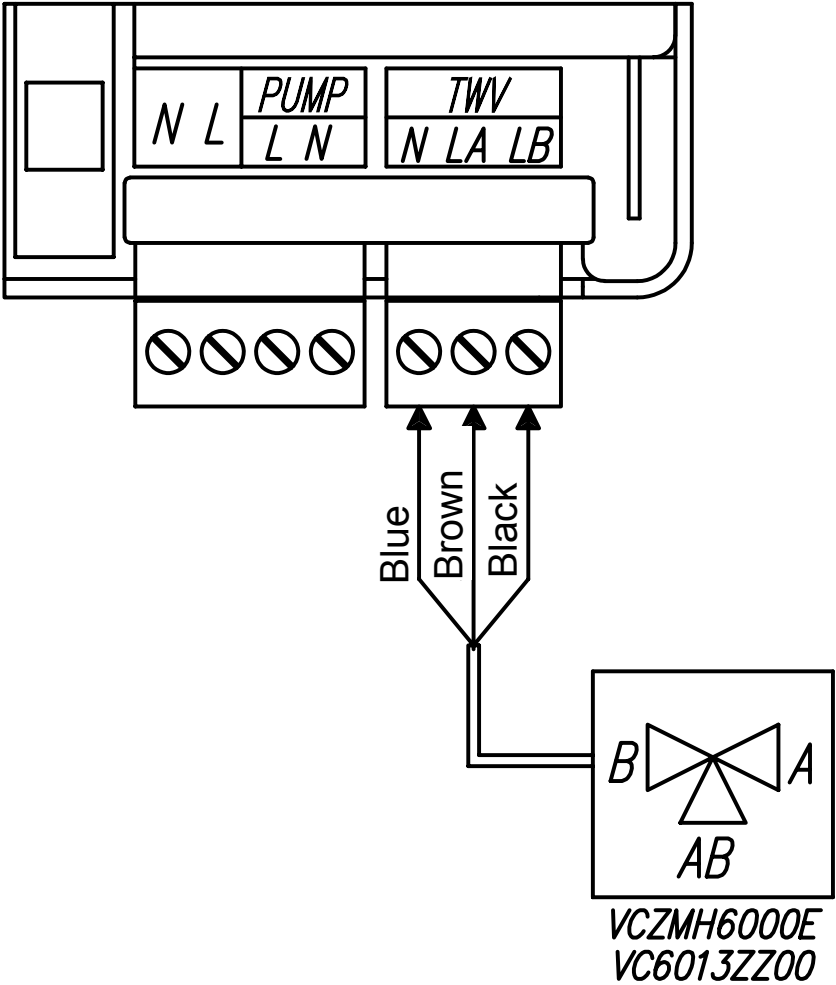 PUMP TWV
N L L N N LA LB
Blue
Brown
Black
B A
AB
VCZMH6000E
VC6013ZZ00